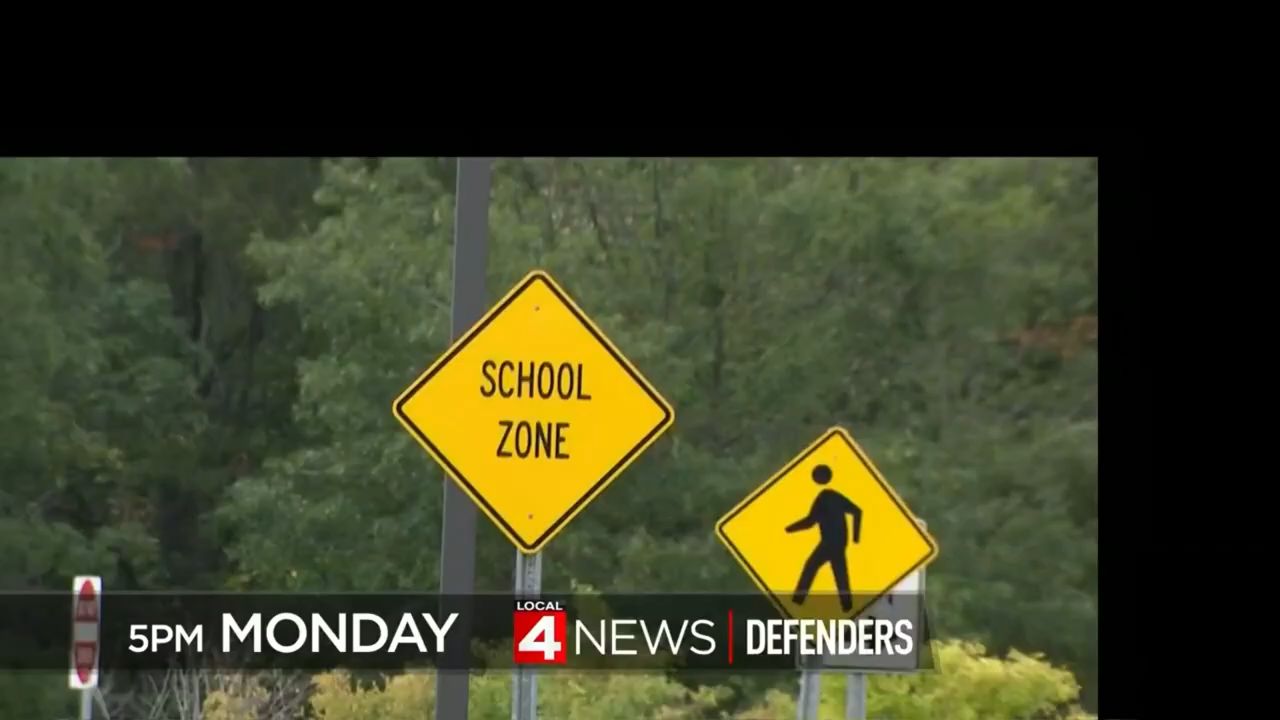 SCHOOL
ZONE
5PM MONDAY
LOCAL
4 NEWS | DEFENDERS